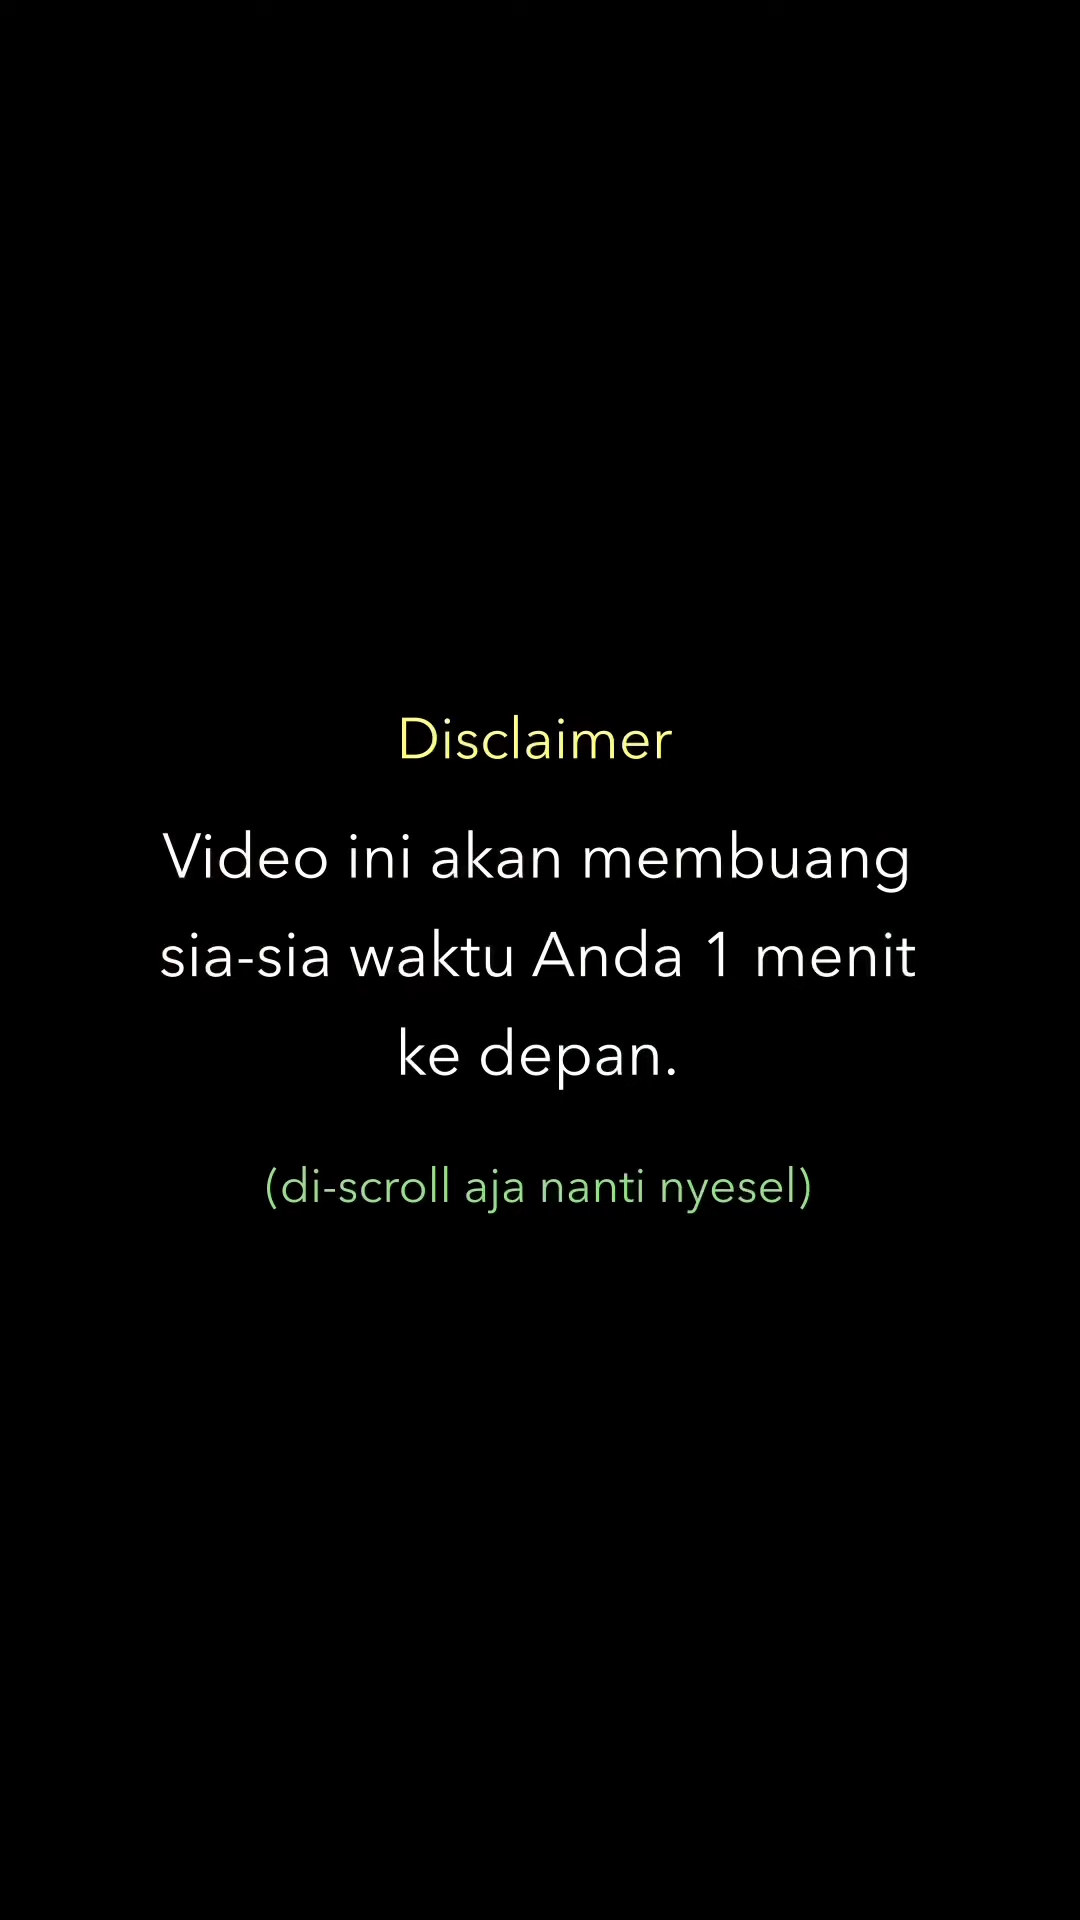 Disclaimer
Video ini akan membuang
sia-sia waktu Anda 1 menit
ke depan.
(di-scroll aja nanti nyesel)